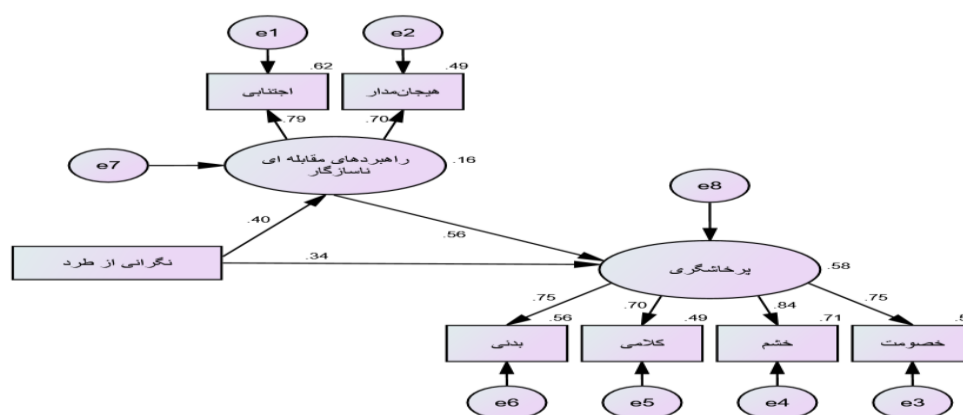 e1
e2
.62
.49
اجتنابی
هیجان‌مدار
.79
.70
راهبردهای مقابله ای
ناسازگار
.16
e7
e8
.40
.56
نگرانی از طرد
.34
پرخاشگری
.58
.75
.70
.84
.75
.56
.49
.71
بدنی
کلامی
خشم
خصومت
e6
e5
e4
e3